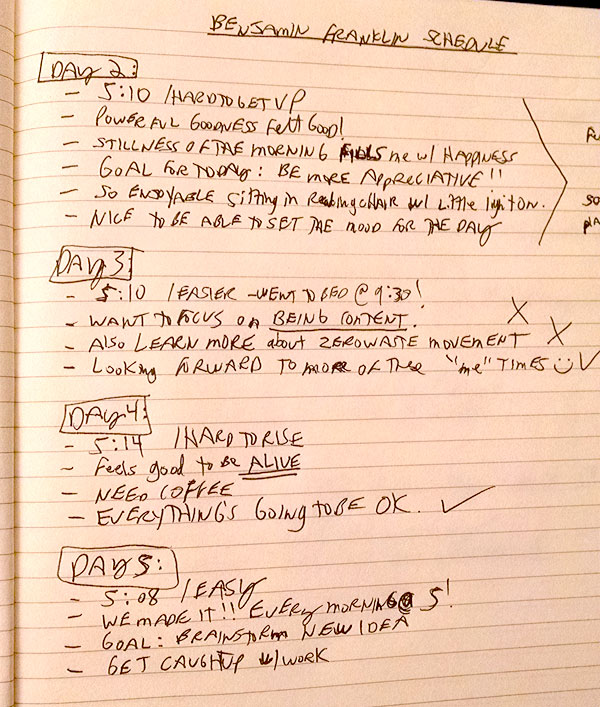 BENJAMIN FRANKLIN SCHEDULE
DAY 2:
- 5:10 / HARD TO GET UP
- POWERFUL GOODNESS FELT GOOD!
- STILLNESS OF THE MORNING FILLS me w/ HAPPINESS
- GOAL FOR TODAY: BE MORE APPRECIATIVE!!
- SO ENJOYABLE Sitting in Reading CHAIR w/ Little light ON.
- NICE TO BE ABLE TO SET THE MOOD FOR THE DAY
DAY 3:
- 5:10 / EASIER - WENT TO BED @ 9:30!
- WANT TO FOCUS ON BEING CONTENT.
- Also LEARN MORE about ZEROWASTE MOVEMENT
- Looking FORWARD TO MORE OF THESE "me" TIMES ☺ ✓
DAY 4:
- 5:14 / HARD TO RISE
- Feels good to BE ALIVE
- NEED COFFEE
- EVERYTHING'S GOING TO BE OK. ✓
DAY 5:
- 5:08 / EASY
- WE MADE IT!! EVERY MORNING @ 5!
- GOAL: BRAINSTORM NEW IDEA
- GET CAUGHT UP w/ WORK